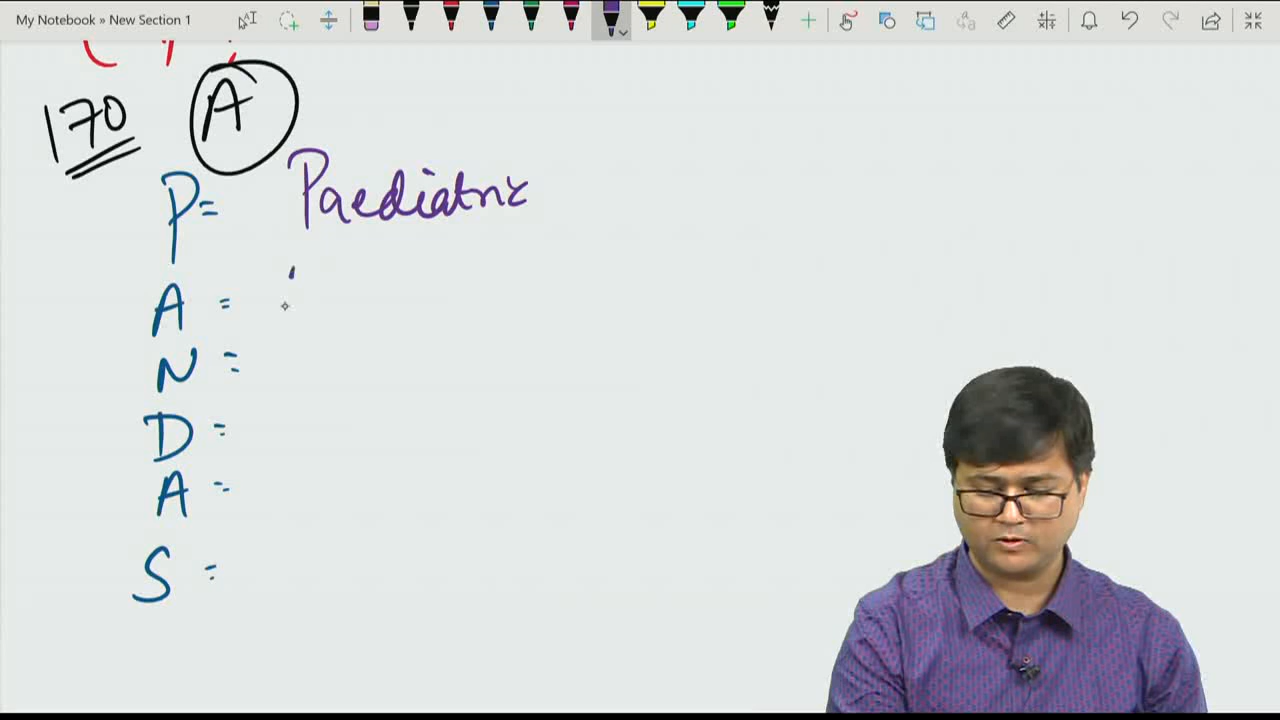 My Notebook » New Section 1
170 A
P= Paediatric
A =
N =
D =
A =
S =